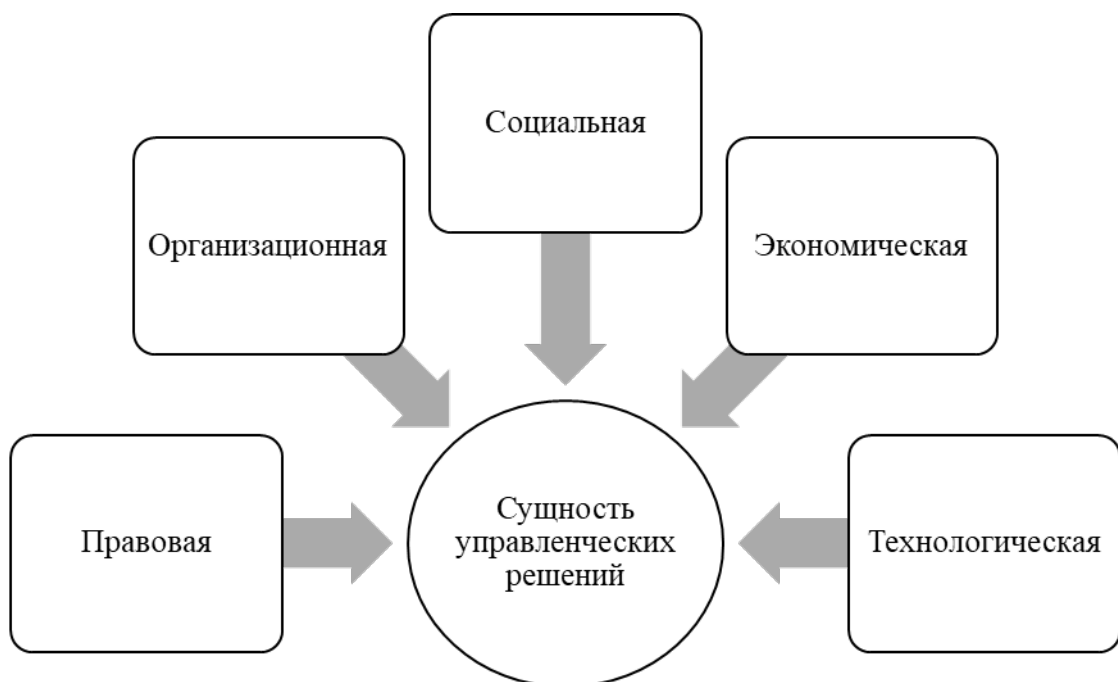 Социальная
Организационная
Экономическая
Правовая
Сущность
управленческих
решений
Технологическая